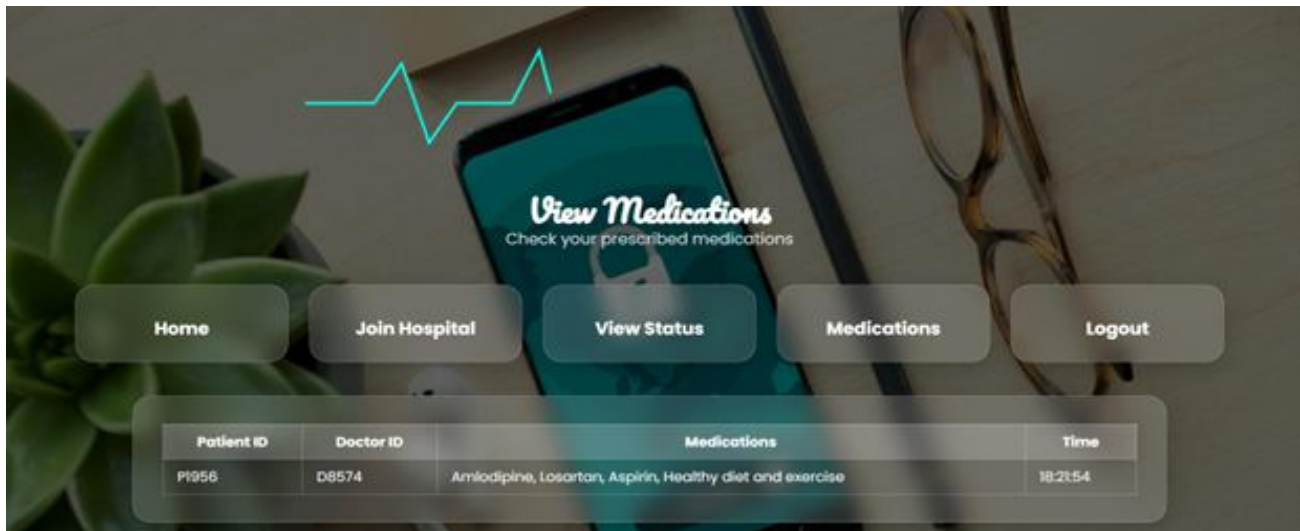 View Medications
Check your prescribed medications
Home Join Hospital View Status Medications Logout
Patient ID Doctor ID Medications Time
P1956 D8574 Amlodipine, Losartan, Aspirin, Healthy diet and exercise 18:21:54